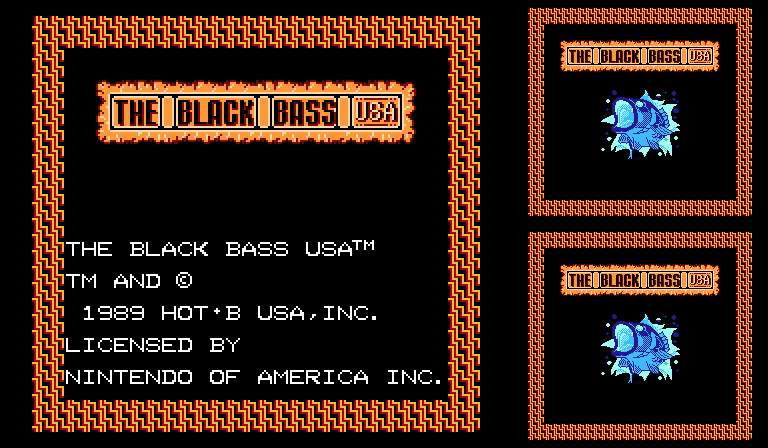 THE BLACK BASS USA
THE BLACK BASS USA™
TM AND ©
1989 HOT·B USA,INC.
LICENSED BY
NINTENDO OF AMERICA INC.
THE BLACK BASS USA
THE BLACK BASS USA